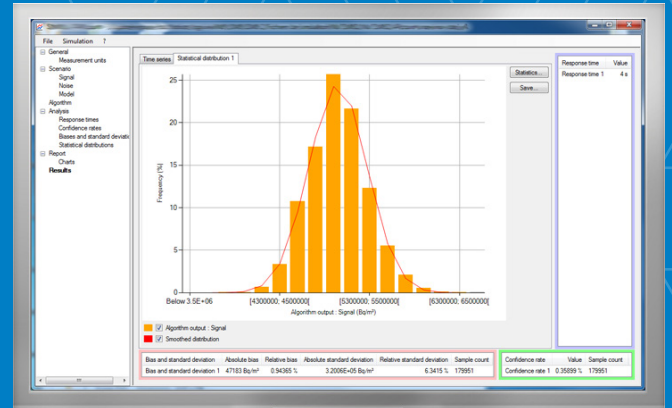 File Simulation ?
General
Measurement units
Scenario
Signal
Noise
Model
Algorithm
Analysis
Response times
Confidence rates
Biases and standard deviatio
Statistical distributions
Report
Charts
Results
Time series Statistical distribution 1
Statistics...
Save...
Response time Value
Response time 1 4 s
Frequency (%)
25
20
15
10
5
0
Below 3.5E+06 [4300000; 4500000[ [5300000; 5500000[ [6300000; 6500000[
Algorithm output : Signal (Bq/m³)
Algorithm output : Signal
Smoothed distribution
Bias and standard deviation Absolute bias Relative bias Absolute standard deviation Relative standard deviation Sample count
Bias and standard deviation 1 47183 Bq/m³ 0.94365 % 3.2006E+05 Bq/m³ 6.3415 % 179951
Confidence rate Value Sample count
Confidence rate 1 0.35899 % 179951